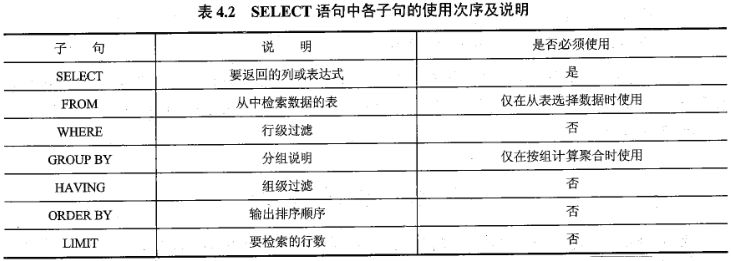 表 4.2 SELECT 语句中各子句的使用次序及说明
子 句 说 明 是否必须使用
SELECT 要返回的列或表达式 是
FROM 从中检索数据的表 仅在从表选择数据时使用
WHERE 行级过滤 否
GROUP BY 分组说明 仅在按组计算聚合时使用
HAVING 组级过滤 否
ORDER BY 输出排序顺序 否
LIMIT 要检索的行数 否